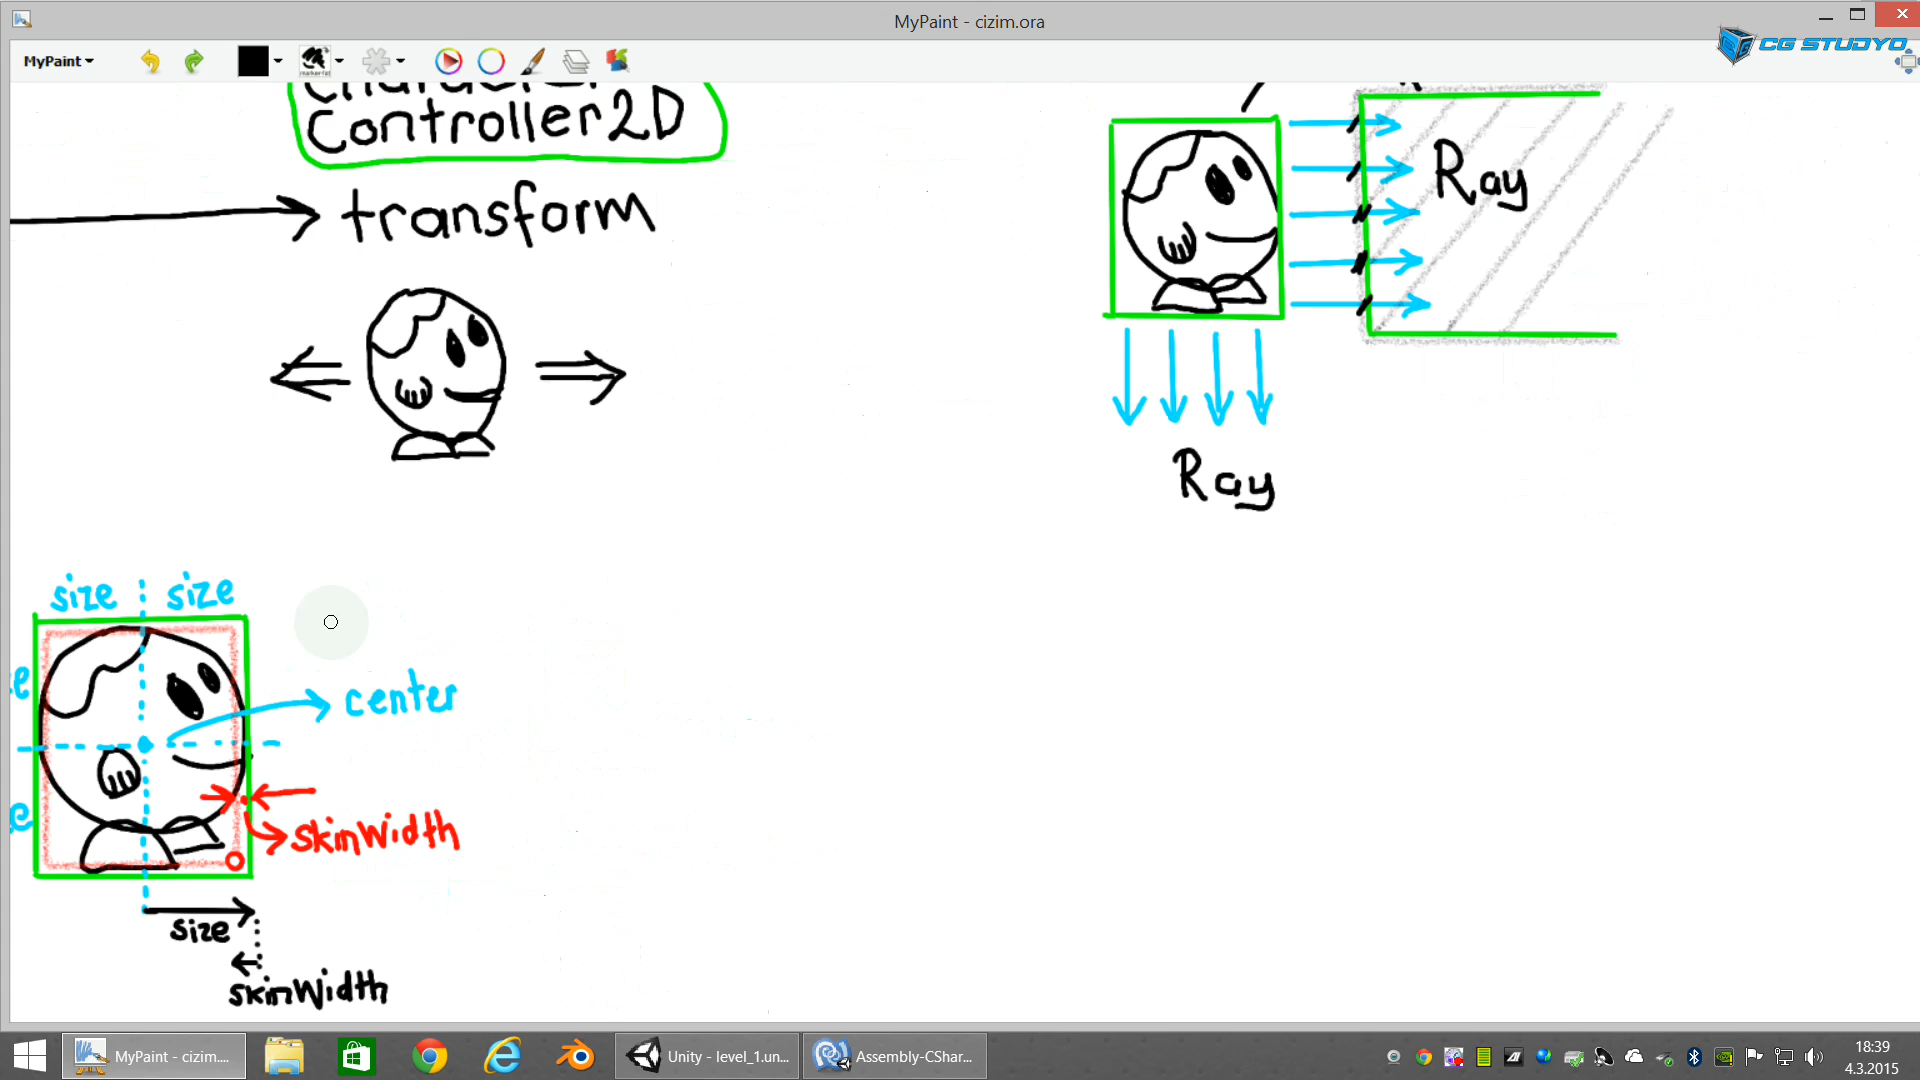 MyPaint - cizim.ora
MyPaint
CG STUDYO
Character
Controller2D
transform
Ray
Ray
size size
center
skinWidth
size
skinWidth
MyPaint - cizim....
Unity - level_1.un...
Assembly-CShar...
18:39
4.3.2015